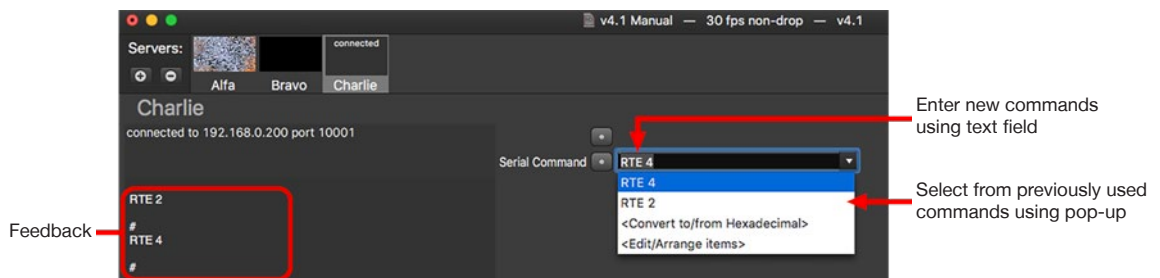 v4.1 Manual — 30 fps non-drop — v4.1
Servers:
connected
Alfa Bravo Charlie
Charlie
connected to 192.168.0.200 port 10001
Enter new commands
using text field
Serial Command RTE 4
RTE 4
RTE 2
<Convert to/from Hexadecimal>
<Edit/Arrange items>
Select from previously used
commands using pop-up
Feedback
RTE 2
#
RTE 4
#